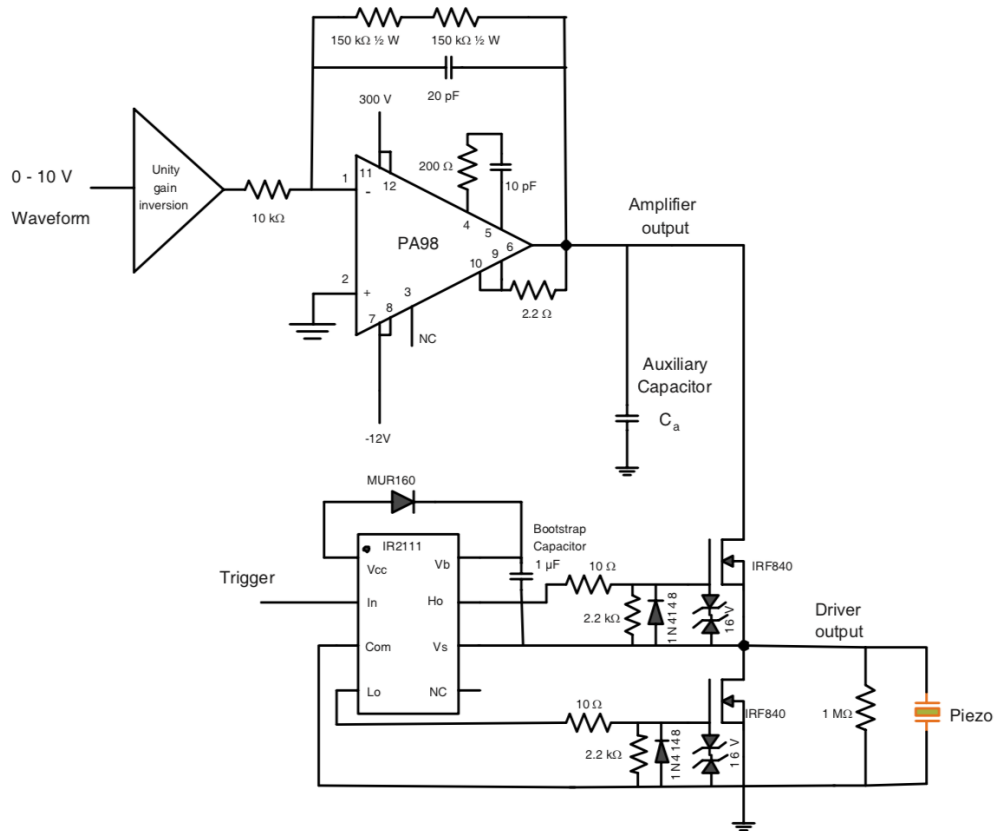 150 kΩ ½ W
150 kΩ ½ W
20 pF
300 V
0 - 10 V
Waveform
Unity
gain
inversion
10 kΩ
1
11
12
-
200 Ω
10 pF
4
5
6
PA98
10
9
2
+
3
8
7
NC
2.2 Ω
-12V
Amplifier
output
Auxiliary
Capacitor
Ca
MUR160
IR2111
Vcc
Vb
In
Ho
Com
Vs
Lo
NC
Trigger
Bootstrap
Capacitor
1 µF
10 Ω
2.2 kΩ
1N4148
16 V
IRF840
Driver
output
10 Ω
2.2 kΩ
1N4148
16 V
IRF840
1 MΩ
Piezo